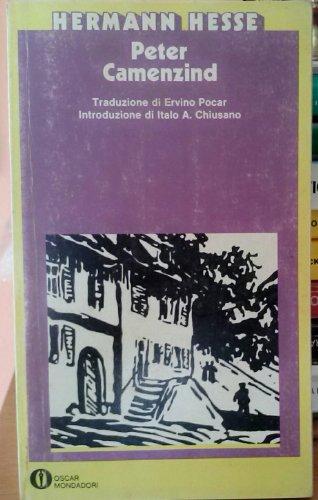 HERMANN HESSE
Peter
Camenzind
Traduzione di Ervino Pocar
Introduzione di Italo A. Chiusano
OSCAR
MONDADORI